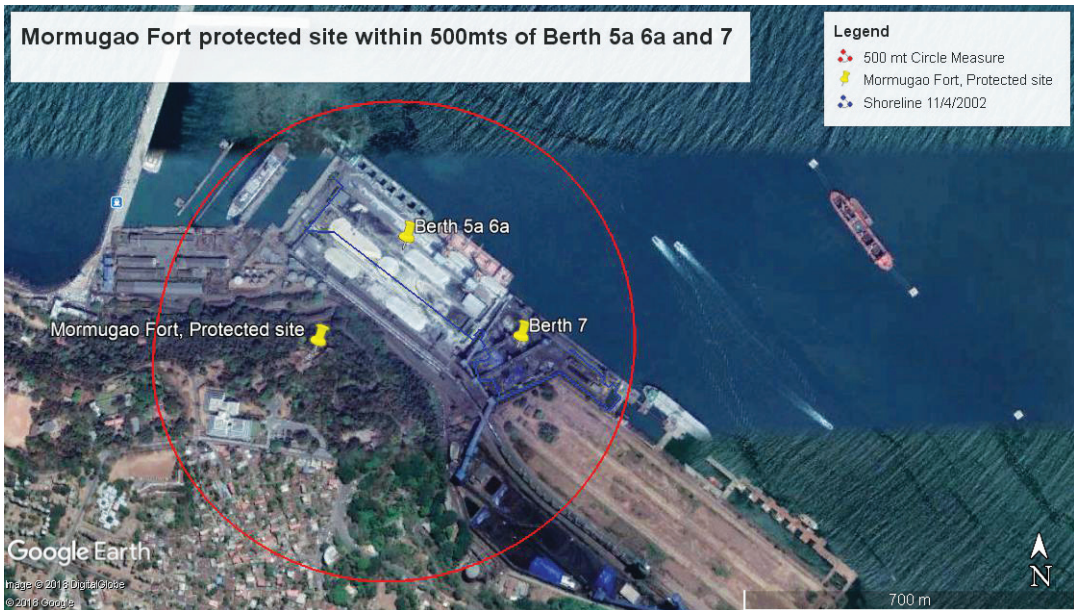 Mormugao Fort protected site within 500mts of Berth 5a 6a and 7
Legend
500 mt Circle Measure
Mormugao Fort, Protected site
Shoreline 11/4/2002
Berth 5a 6a
Mormugao Fort, Protected site
Berth 7
Google Earth
Image © 2018 DigitalGlobe
© 2018 Google
N
700 m